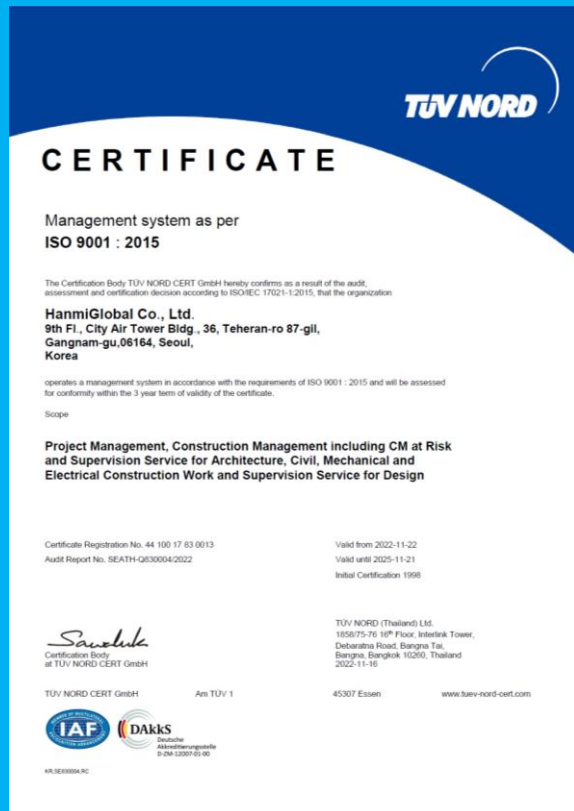 TÜV NORD
CERTIFICATE
Management system as per
ISO 9001 : 2015
The Certification Body TÜV NORD CERT GmbH hereby confirms as a result of the audit,
assessment and certification decision according to ISO/IEC 17021-1:2015, that the organization
HanmiGlobal Co., Ltd.
9th Fl., City Air Tower Bldg., 36, Teheran-ro 87-gil,
Gangnam-gu,06164, Seoul,
Korea
operates a management system in accordance with the requirements of ISO 9001 : 2015 and will be assessed
for conformity within the 3 year term of validity of the certificate.
Scope
Project Management, Construction Management including CM at Risk
and Supervision Service for Architecture, Civil, Mechanical and
Electrical Construction Work and Supervision Service for Design
Certificate Registration No. 44 100 17 83 0013
Audit Report No. SEATH-Q830004/2022
Valid from 2022-11-22
Valid until 2025-11-21
Initial Certification 1998
Certification Body
at TÜV NORD CERT GmbH
TÜV NORD (Thailand) Ltd.
1858/75-76 16th Floor, Interlink Tower,
Debaratna Road, Bangna Tai,
Bangna, Bangkok 10260, Thailand
2022-11-16
TÜV NORD CERT GmbH Am TÜV 1 45307 Essen www.tuev-nord-cert.com
IAF
DAkkS
Deutsche
Akkreditierungsstelle
D-ZM-12007-01-00